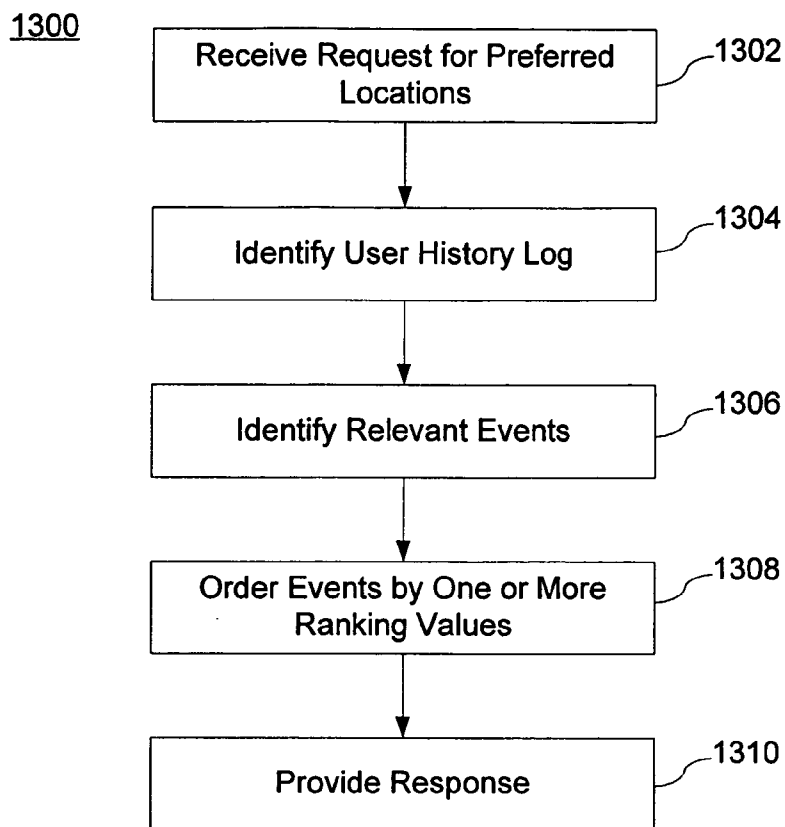 1300
Receive Request for Preferred
Locations
1302
Identify User History Log
1304
Identify Relevant Events
1306
Order Events by One or More
Ranking Values
1308
Provide Response
1310